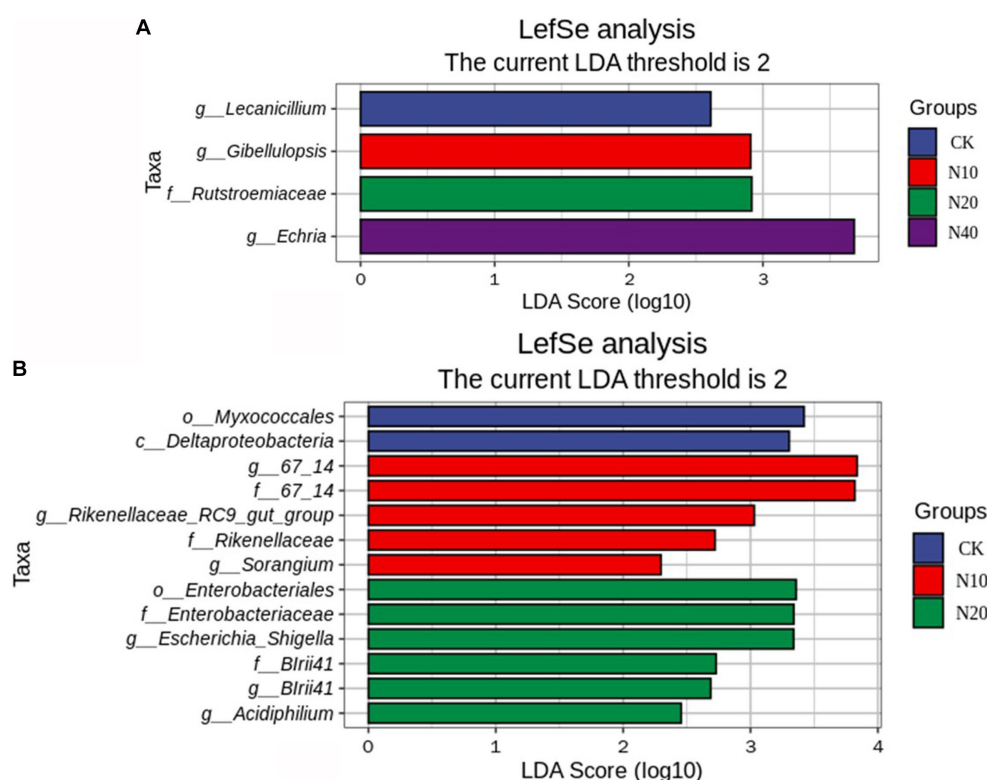 A
LefSe analysis
The current LDA threshold is 2
Taxa
g__Lecanicillium
g__Gibellulopsis
f__Rutstroemiaceae
g__Echria
0 1 2 3
LDA Score (log10)
Groups
CK
N10
N20
N40
B
LefSe analysis
The current LDA threshold is 2
Taxa
o__Myxococcales
c__Deltaproteobacteria
g__67_14
f__67_14
g__Rikenellaceae_RC9_gut_group
f__Rikenellaceae
g__Sorangium
o__Enterobacteriales
f__Enterobacteriaceae
g__Escherichia_Shigella
f__BIrii41
g__BIrii41
g__Acidiphilium
0 1 2 3 4
LDA Score (log10)
Groups
CK
N10
N20